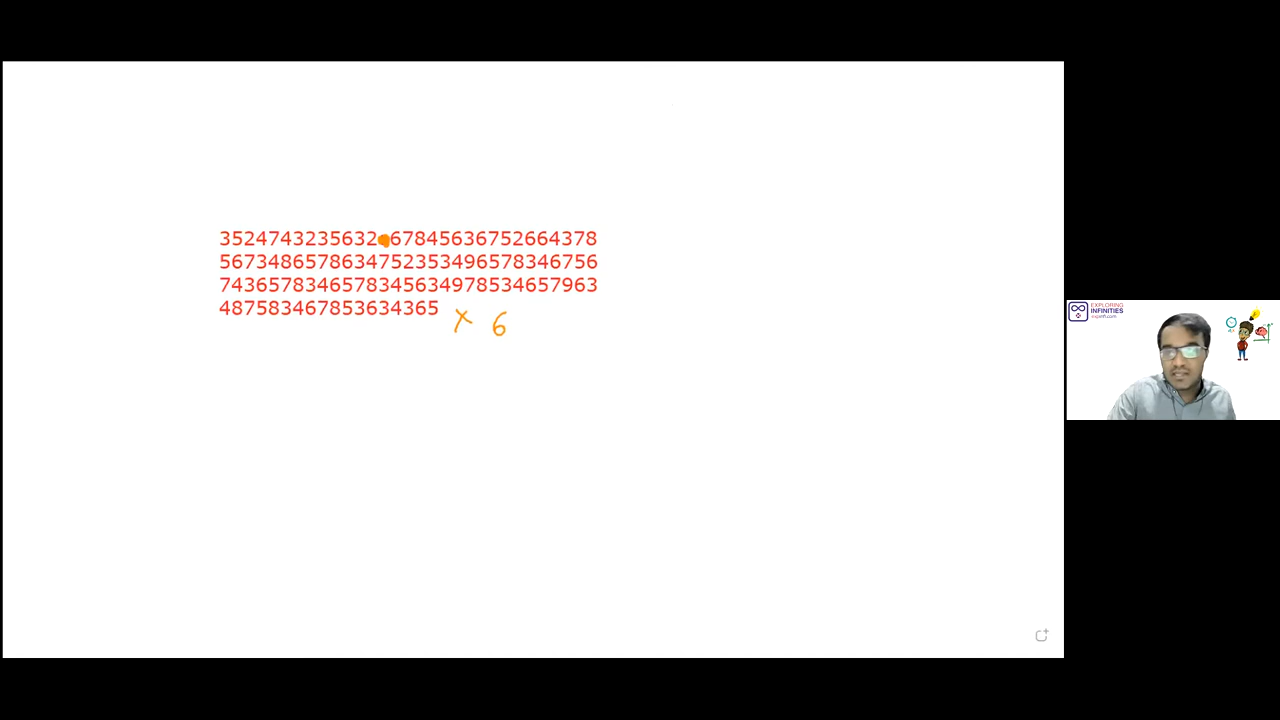 3524743235632.67845636752664378
5673486578634752353496578346756
7436578346578345634978534657963
487583467853634365 × 6
EXPLORING
INFINITIES